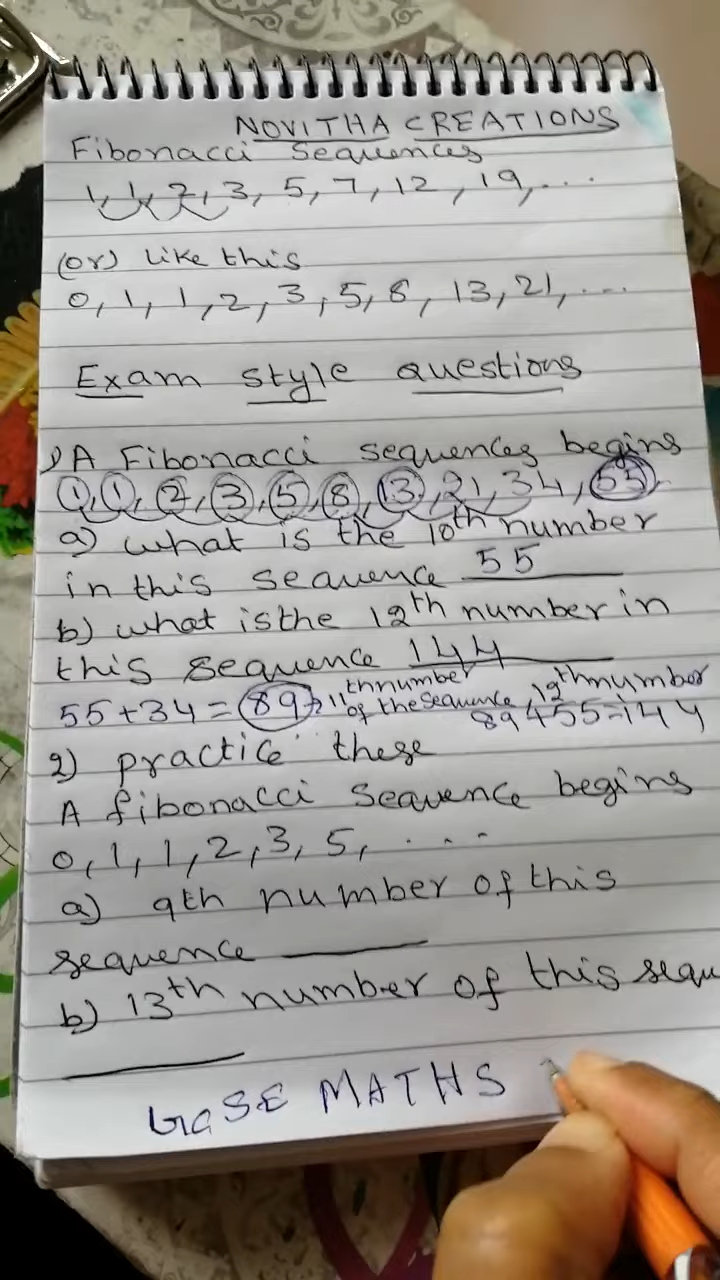 NOVITHA CREATIONS
Fibonacci Sequences
1, 1, 2, 3, 5, 7, 12, 19, ...
(or) like this
0, 1, 1, 2, 3, 5, 8, 13, 21, ...
Exam style questions
1) A Fibonacci sequences begins
1, 1, 2, 3, 5, 8, 13, 21, 34, 55
a) what is the 10th number
in this sequence 55
b) what is the 12th number in
this sequence 144
55+34=89→11th number of the sequence, 12th number
89+55=144
2) practice these
A fibonacci sequence begins
0, 1, 1, 2, 3, 5, ...
a) 9th number of this
sequence ____
b) 13th number of this sequ
____
GCSE MATHS